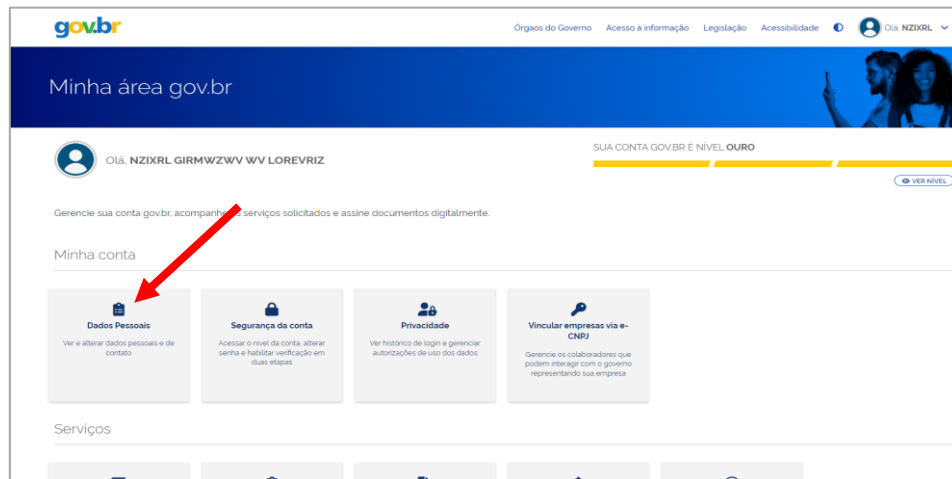 gov.br
Órgãos do Governo Acesso à informação Legislação Acessibilidade Olá, NZIXRL
Minha área gov.br
Olá, NZIXRL GIRMWZWV WV LOREVRIZ
SUA CONTA GOV.BR É NÍVEL OURO
VER NÍVEL
Gerencie sua conta gov.br, acompanhe serviços solicitados e assine documentos digitalmente.
Minha conta
Dados Pessoais
Ver e alterar dados pessoais e de
contato
Segurança da conta
Acessar o nível da conta, alterar
senha e habilitar verificação em
duas etapas
Privacidade
Ver histórico de login e gerenciar
autorizações de uso dos dados
Vincular empresas via e-
CNPJ
Gerencie os colaboradores que
podem interagir com o governo
representando sua empresa
Serviços